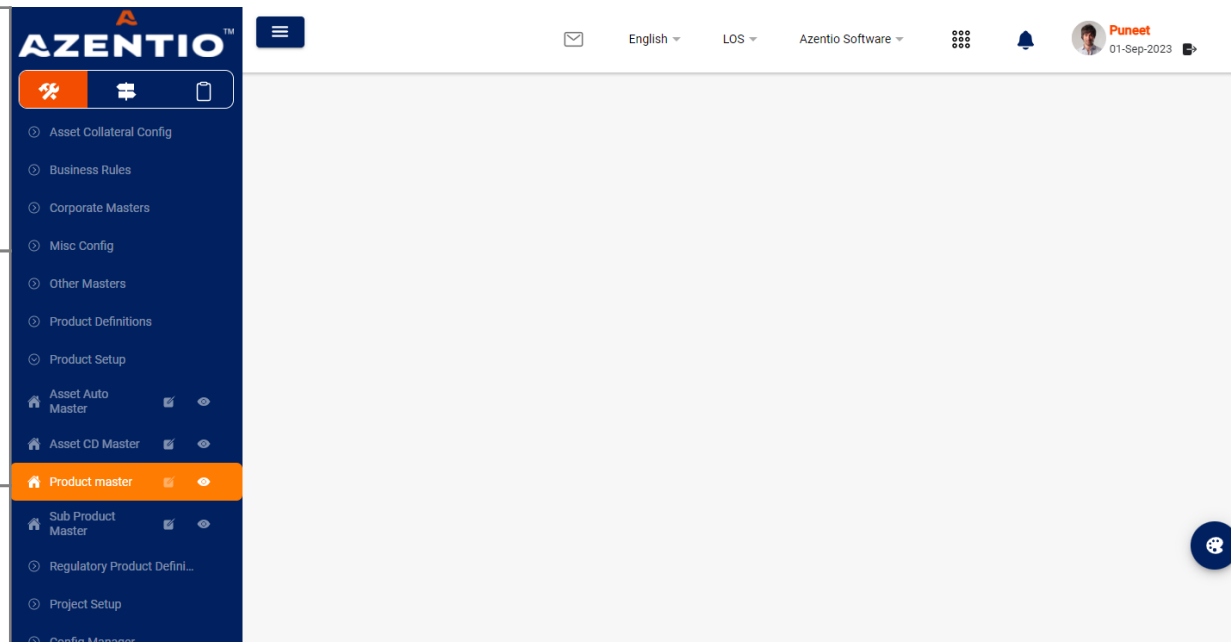 AZENTIO™
English
LOS
Azentio Software
Puneet
01-Sep-2023
Asset Collateral Config
Business Rules
Corporate Masters
Misc Config
Other Masters
Product Definitions
Product Setup
Asset Auto
Master
Asset CD Master
Product master
Sub Product
Master
Regulatory Product Defini...
Project Setup
Config Manager